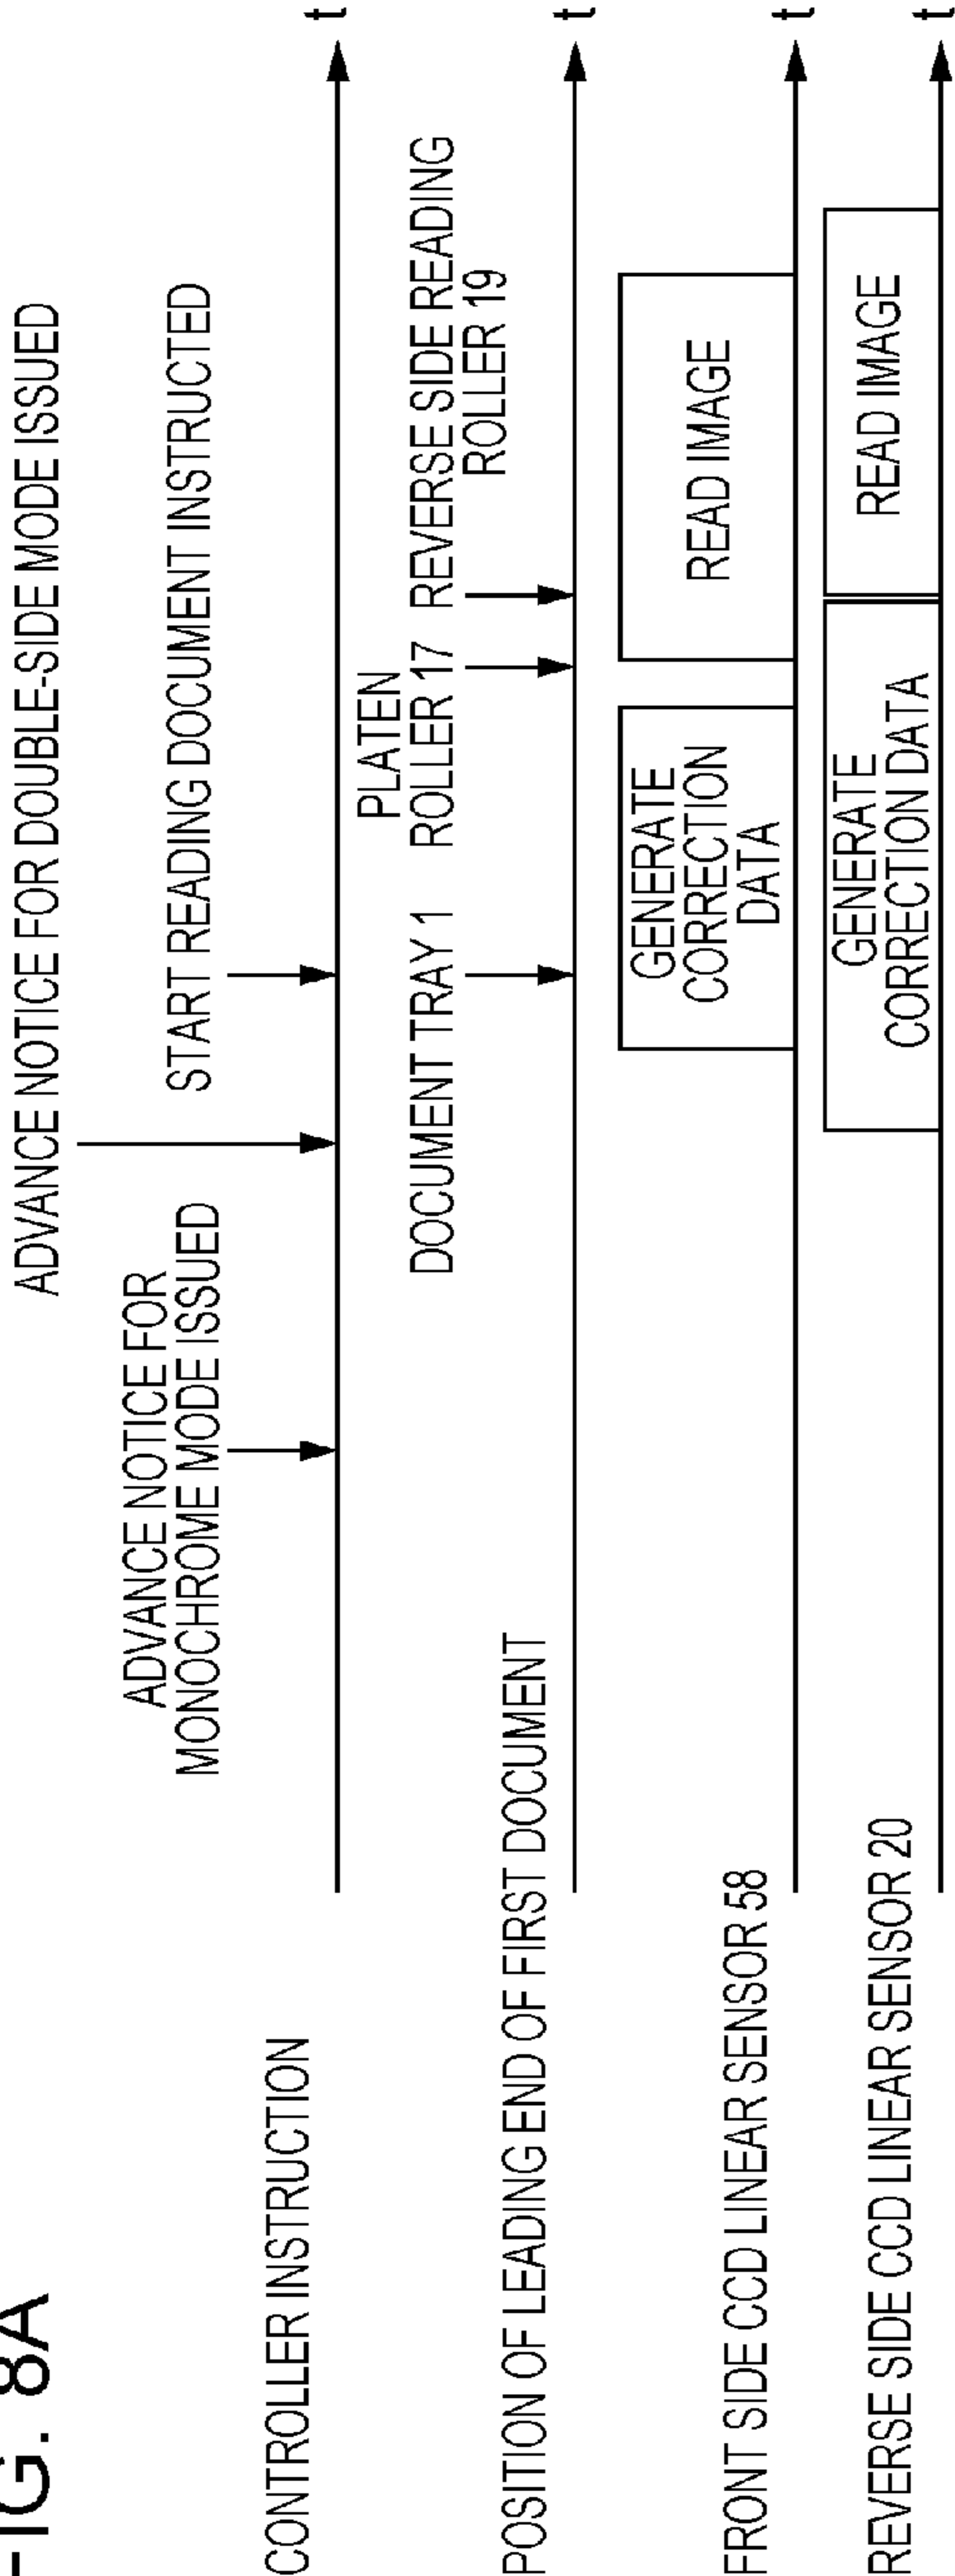 FIG. 8A
ADVANCE NOTICE FOR DOUBLE-SIDE MODE ISSUED
ADVANCE NOTICE FOR
MONOCHROME MODE ISSUED
START READING DOCUMENT INSTRUCTED
CONTROLLER INSTRUCTION
t
DOCUMENT TRAY 1
PLATEN
ROLLER 17
REVERSE SIDE READING
ROLLER 19
POSITION OF LEADING END OF FIRST DOCUMENT
t
GENERATE
CORRECTION
DATA
READ IMAGE
FRONT SIDE CCD LINEAR SENSOR 58
t
GENERATE
CORRECTION DATA
READ IMAGE
REVERSE SIDE CCD LINEAR SENSOR 20
t